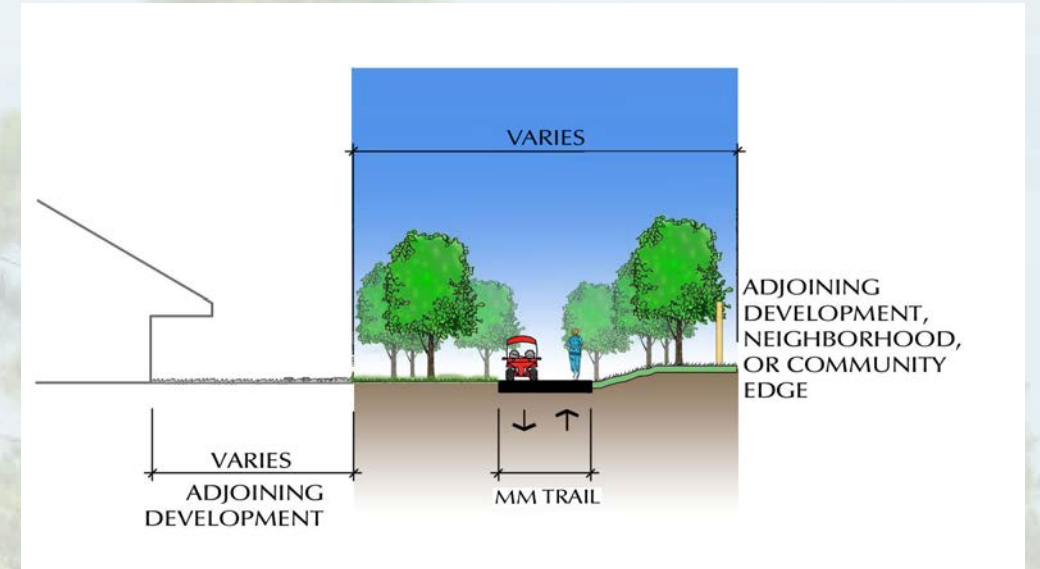 VARIES
ADJOINING
DEVELOPMENT,
NEIGHBORHOOD,
OR COMMUNITY
EDGE
VARIES
ADJOINING
DEVELOPMENT
MM TRAIL